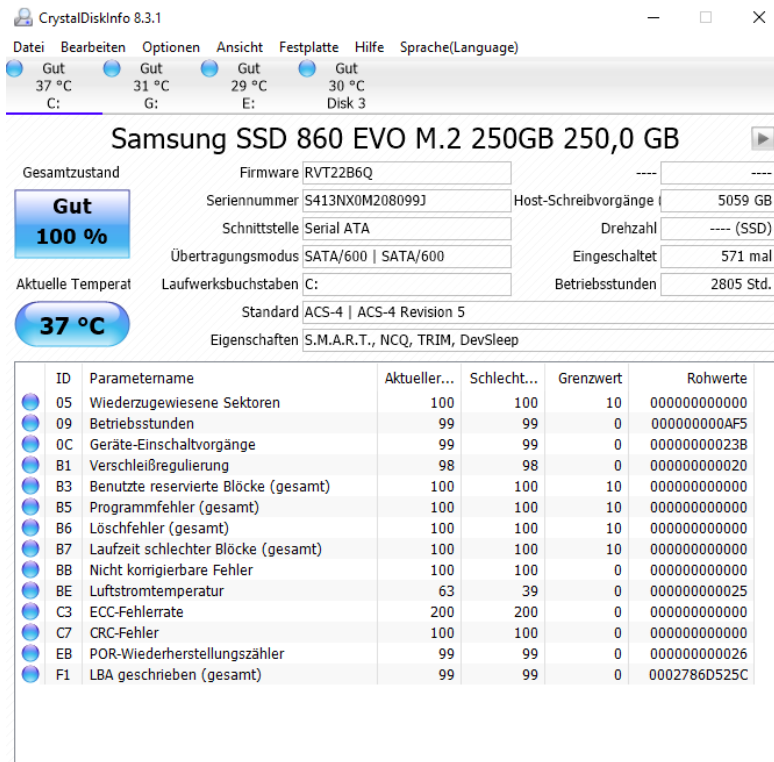 CrystalDiskInfo 8.3.1
Datei Bearbeiten Optionen Ansicht Festplatte Hilfe Sprache(Language)
Gut Gut Gut Gut
37 °C 31 °C 29 °C 30 °C
C: G: E: Disk 3
Samsung SSD 860 EVO M.2 250GB 250,0 GB
Gesamtzustand Firmware RVT22B6Q ---- ----
Gut Seriennummer S413NX0M208099J Host-Schreibvorgänge 5059 GB
100 % Schnittstelle Serial ATA Drehzahl ---- (SSD)
Übertragungsmodus SATA/600 | SATA/600 Eingeschaltet 571 mal
Aktuelle Temperat Laufwerksbuchstaben C: Betriebsstunden 2805 Std.
37 °C Standard ACS-4 | ACS-4 Revision 5
Eigenschaften S.M.A.R.T., NCQ, TRIM, DevSleep
ID Parametername Aktueller... Schlecht... Grenzwert Rohwerte
05 Wiederzugewiesene Sektoren 100 100 10 000000000000
09 Betriebsstunden 99 99 0 000000000AF5
0C Geräte-Einschaltvorgänge 99 99 0 00000000023B
B1 Verschleißregulierung 98 98 0 000000000020
B3 Benutzte reservierte Blöcke (gesamt) 100 100 10 000000000000
B5 Programmfehler (gesamt) 100 100 10 000000000000
B6 Löschfehler (gesamt) 100 100 10 000000000000
B7 Laufzeit schlechter Blöcke (gesamt) 100 100 10 000000000000
BB Nicht korrigierbare Fehler 100 100 0 000000000000
BE Luftstromtemperatur 63 39 0 000000000025
C3 ECC-Fehlerrate 200 200 0 000000000000
C7 CRC-Fehler 100 100 0 000000000000
EB POR-Wiederherstellungszähler 99 99 0 000000000026
F1 LBA geschrieben (gesamt) 99 99 0 0002786D525C